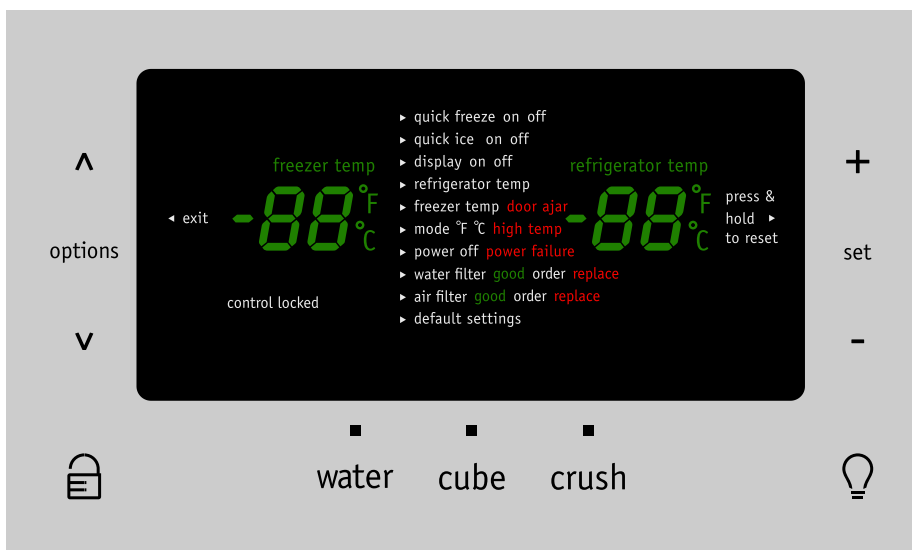 quick freeze on off
quick ice on off
display on off
refrigerator temp
freezer temp door ajar
mode °F °C high temp
power off power failure
water filter good order replace
air filter good order replace
default settings
freezer temp
-88 °F °C
exit
control locked
refrigerator temp
-88 °F °C
press &
hold
to reset
^
options
v
+
set
-
water cube crush